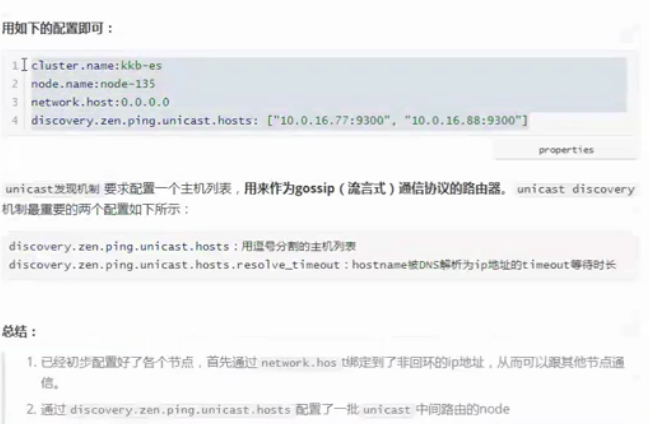 用如下的配置即可：
1 cluster.name:kkb-es
2 node.name:node-135
3 network.host:0.0.0.0
4 discovery.zen.ping.unicast.hosts: ["10.0.16.77:9300", "10.0.16.88:9300"]
properties
unicast发现机制 要求配置一个主机列表，用来作为gossip（流言式）通信协议的路由器。 unicast discovery
机制最重要的两个配置如下所示：
discovery.zen.ping.unicast.hosts：用逗号分割的主机列表
discovery.zen.ping.unicast.hosts.resolve_timeout：hostname被DNS解析为ip地址的timeout等待时长
总结：
1. 已经初步配置好了各个节点，首先通过 network.hos t绑定到了非回环的ip地址，从而可以跟其他节点通
信。
2. 通过 discovery.zen.ping.unicast.hosts 配置了一批 unicast 中间路由的node